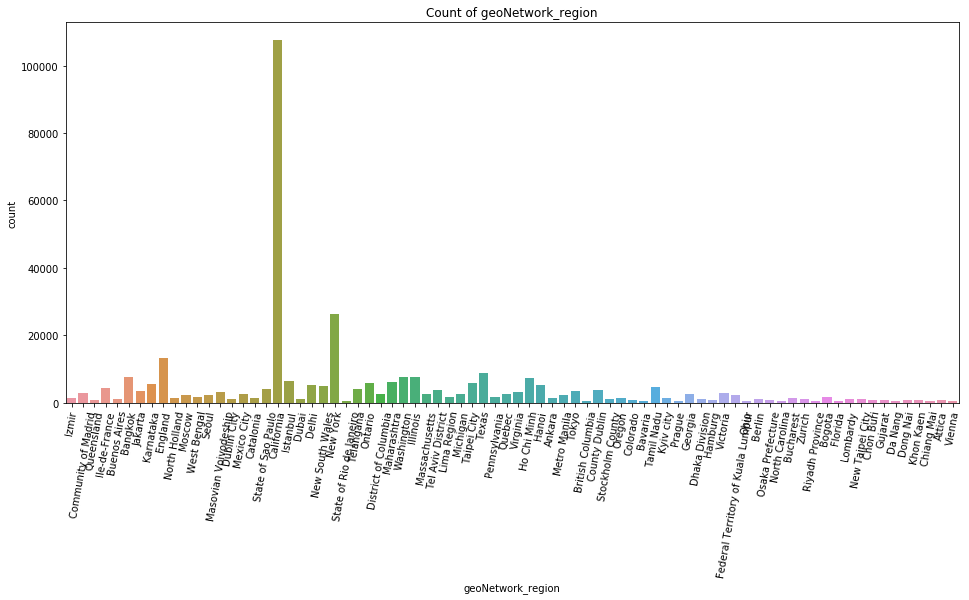 Count of geoNetwork_region
100000
80000
60000
40000
20000
0
count
Izmir
Community of Madrid
Queensland
Ile-de-France
Buenos Aires
Bangkok
Jakarta
Karnataka
England
North Holland
Moscow
West Bengal
Seoul
Masovian Voivodeship
Dublin City
Mexico City
Catalonia
State of Sao Paulo
California
Istanbul
Dubai
Delhi
New South Wales
New York
State of Rio de Janeiro
Telangana
Ontario
District of Columbia
Maharashtra
Washington
Illinois
Massachusetts
Tel Aviv District
Lima Region
Michigan
Taipei City
Texas
Pennsylvania
Quebec
Virginia
Ho Chi Minh
Hanoi
Ankara
Metro Manila
Tokyo
British Columbia
County Dublin
Stockholm County
Oregon
Colorado
Bavaria
Tamil Nadu
Kyiv city
Prague
Georgia
Dhaka Division
Hamburg
Victoria
Federal Territory of Kuala Lumpur
Berlin
Osaka Prefecture
North Carolina
Bucharest
Zurich
Riyadh Province
Bogota
Florida
Lombardy
New Taipei City
Chon Buri
Gujarat
Da Nang
Dong Nai
Khon Kaen
Chiang Mai
Attica
Vienna
geoNetwork_region